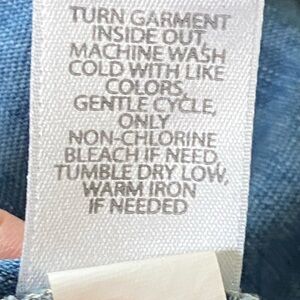 TURN GARMENT
INSIDE OUT
MACHINE WASH
COLD WITH LIKE
COLORS,
GENTLE CYCLE,
ONLY
NON-CHLORINE
BLEACH IF NEED,
TUMBLE DRY LOW,
WARM IRON
IF NEEDED